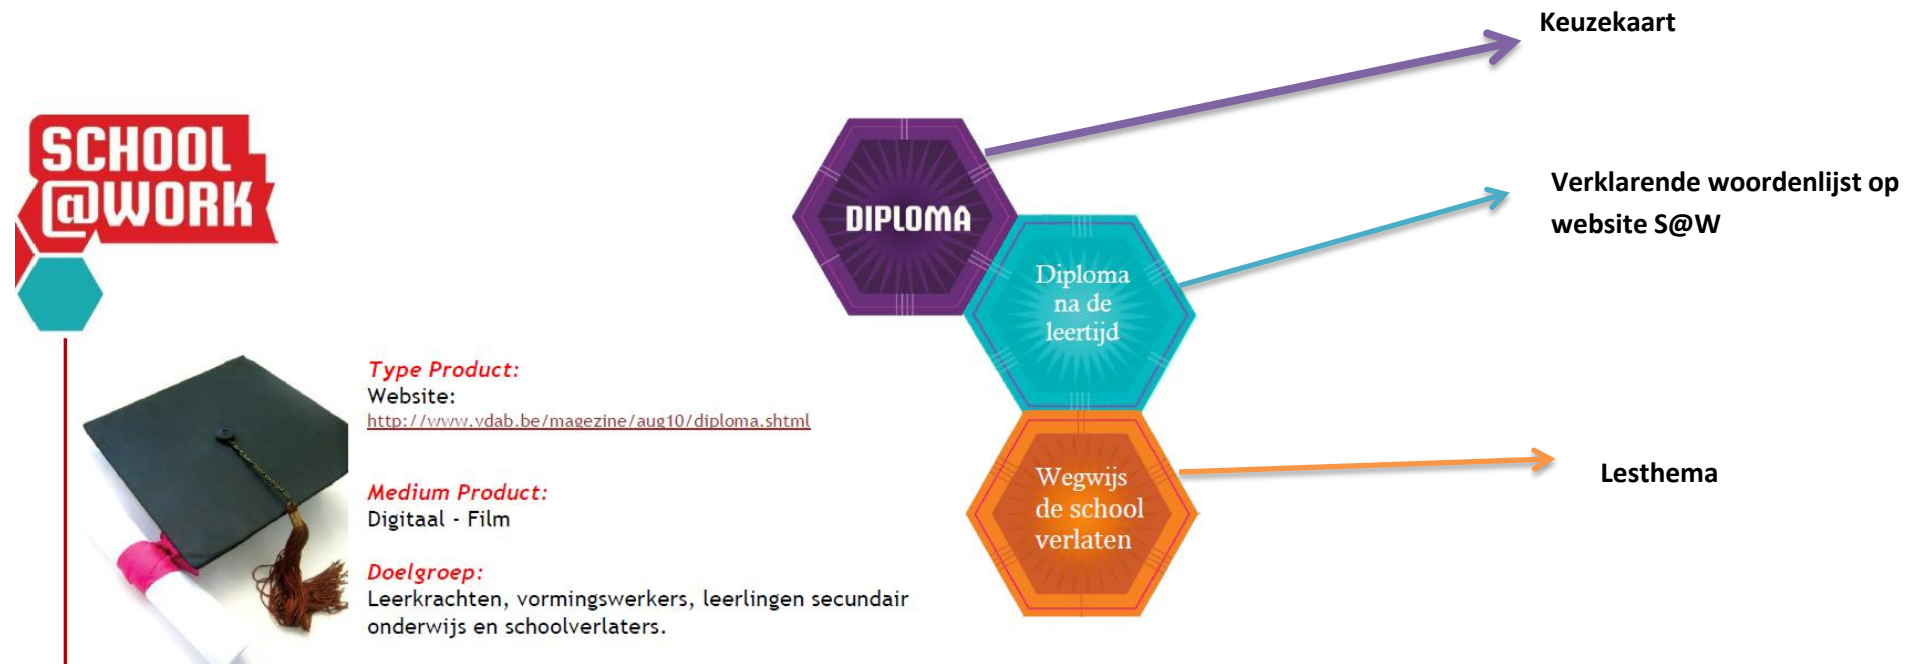 Keuzekaart
SCHOOL
@WORK
DIPLOMA
Verklarende woordenlijst op
website S@W
Diploma
na de
leertijd
Type Product:
Website:
http://www.vdab.be/magezine/aug10/diploma.shtml
Medium Product:
Digitaal - Film
Wegwijs
de school
verlaten
Lesthema
Doelgroep:
Leerkrachten, vormingswerkers, leerlingen secundair
onderwijs en schoolverlaters.